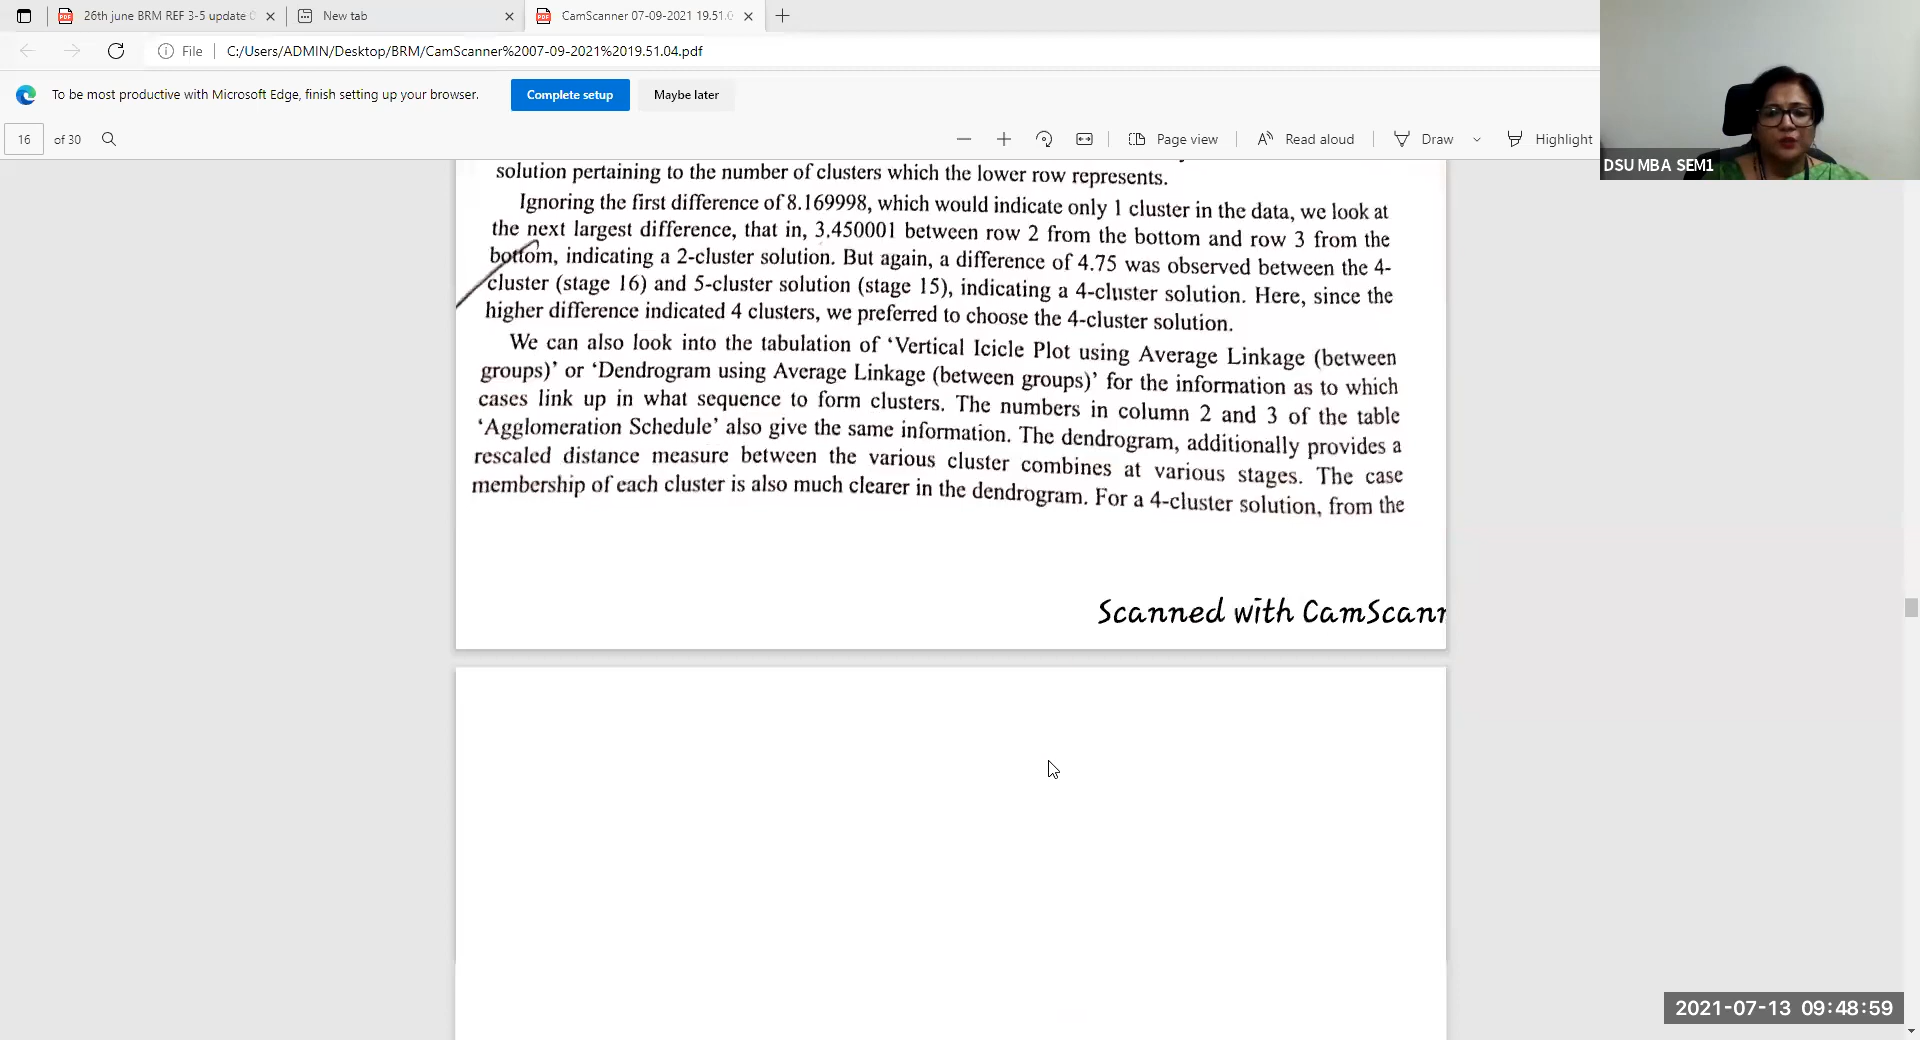 26th june BRM REF 3-5 update
New tab
CamScanner 07-09-2021 19.51.0
File
C:/Users/ADMIN/Desktop/BRM/CamScanner%2007-09-2021%2019.51.04.pdf
To be most productive with Microsoft Edge, finish setting up your browser.
Complete setup
Maybe later
16 of 30
Page view
Read aloud
Draw
Highlight
DSU MBA SEM1
solution pertaining to the number of clusters which the lower row represents.
Ignoring the first difference of 8.169998, which would indicate only 1 cluster in the data, we look at
the next largest difference, that in, 3.450001 between row 2 from the bottom and row 3 from the
bottom, indicating a 2-cluster solution. But again, a difference of 4.75 was observed between the 4-
cluster (stage 16) and 5-cluster solution (stage 15), indicating a 4-cluster solution. Here, since the
higher difference indicated 4 clusters, we preferred to choose the 4-cluster solution.
We can also look into the tabulation of ‘Vertical Icicle Plot using Average Linkage (between
groups)’ or ‘Dendrogram using Average Linkage (between groups)’ for the information as to which
cases link up in what sequence to form clusters. The numbers in column 2 and 3 of the table
‘Agglomeration Schedule’ also give the same information. The dendrogram, additionally provides a
rescaled distance measure between the various cluster combines at various stages. The case
membership of each cluster is also much clearer in the dendrogram. For a 4-cluster solution, from the
Scanned with CamScann
2021-07-13 09:48:59